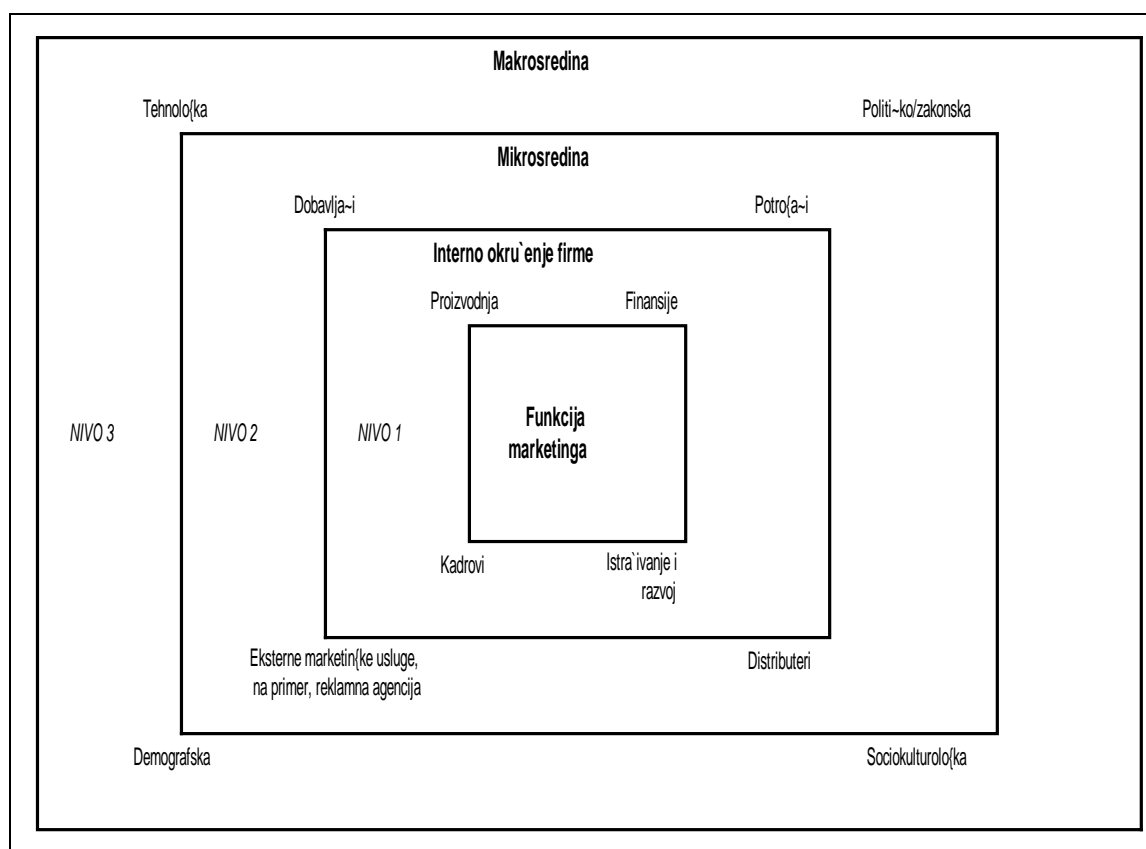 Makrosredina
Tehnolo{ka
Politi~ko/zakonska
Mikrosredina
Dobavlja~i
Potro{a~i
Interno okru`enje firme
Proizvodnja
Finansije
NIVO 3
NIVO 2
NIVO 1
Funkcija
marketinga
Kadrovi
Istra`ivanje i
razvoj
Eksterne marketin{ke usluge,
na primer, reklamna agencija
Distributeri
Demografska
Sociokulturolo{ka